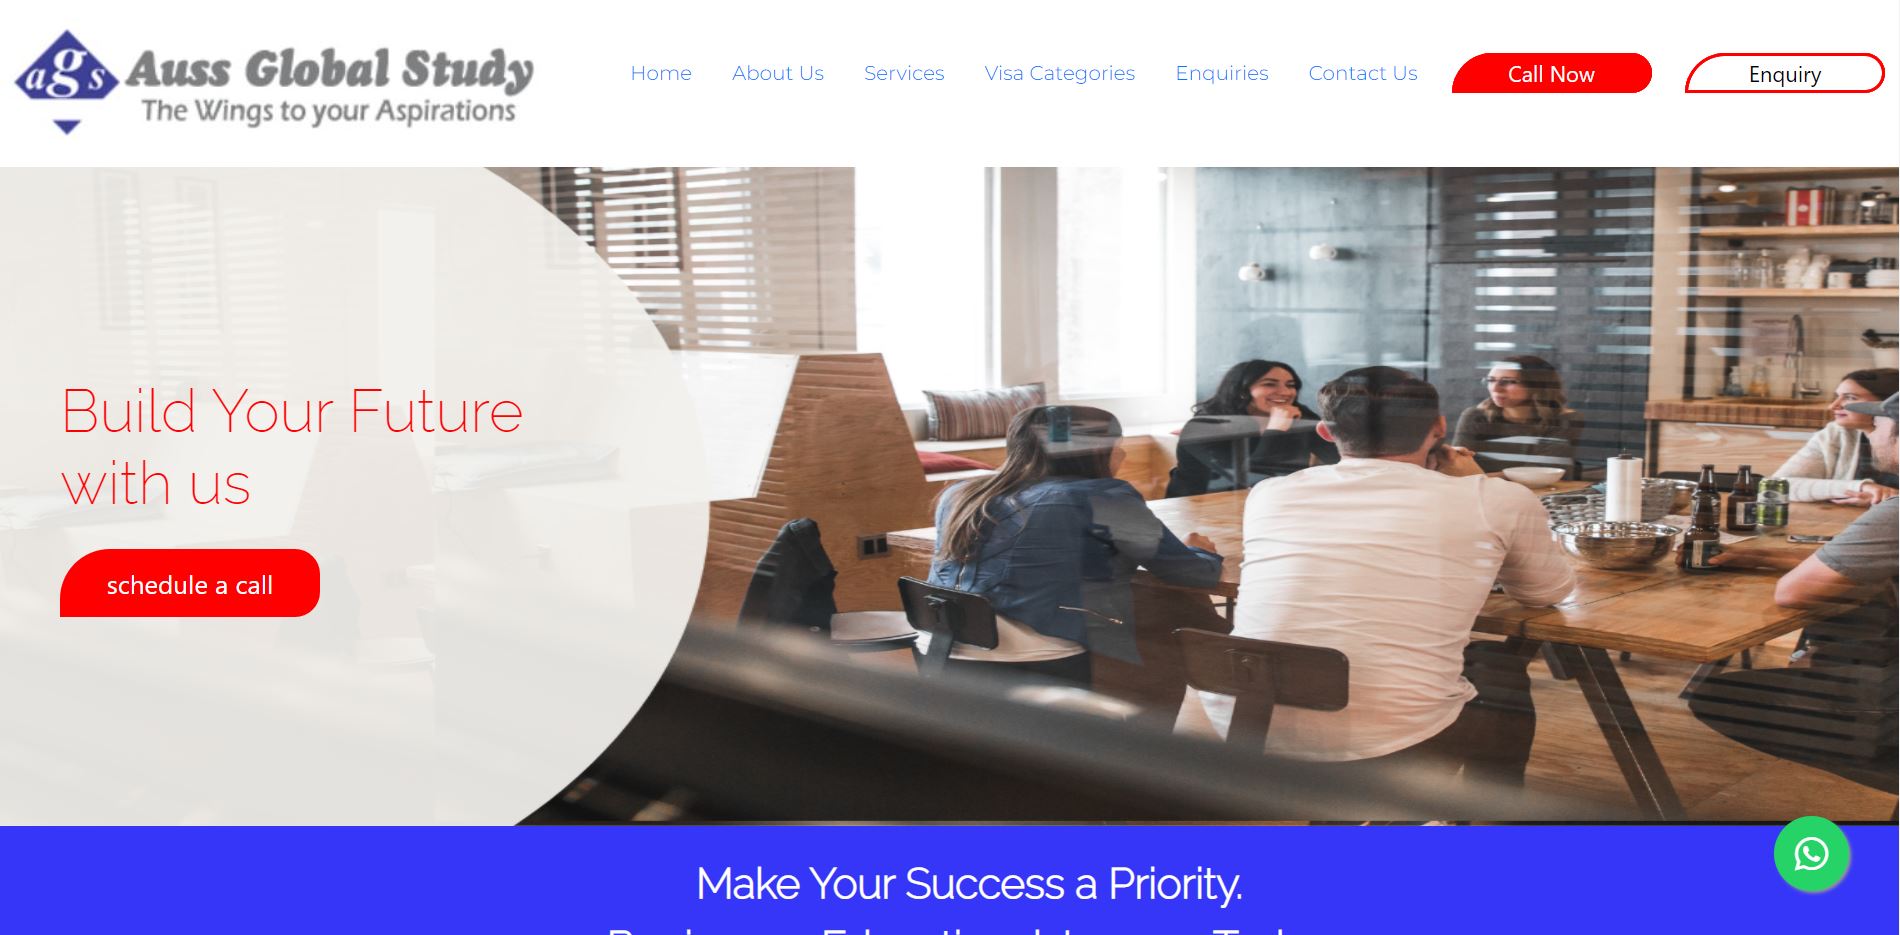 ags
Auss Global Study
The Wings to your Aspirations
Home About Us Services Visa Categories Enquiries Contact Us Call Now Enquiry
Build Your Future
with us
schedule a call
Make Your Success a Priority.